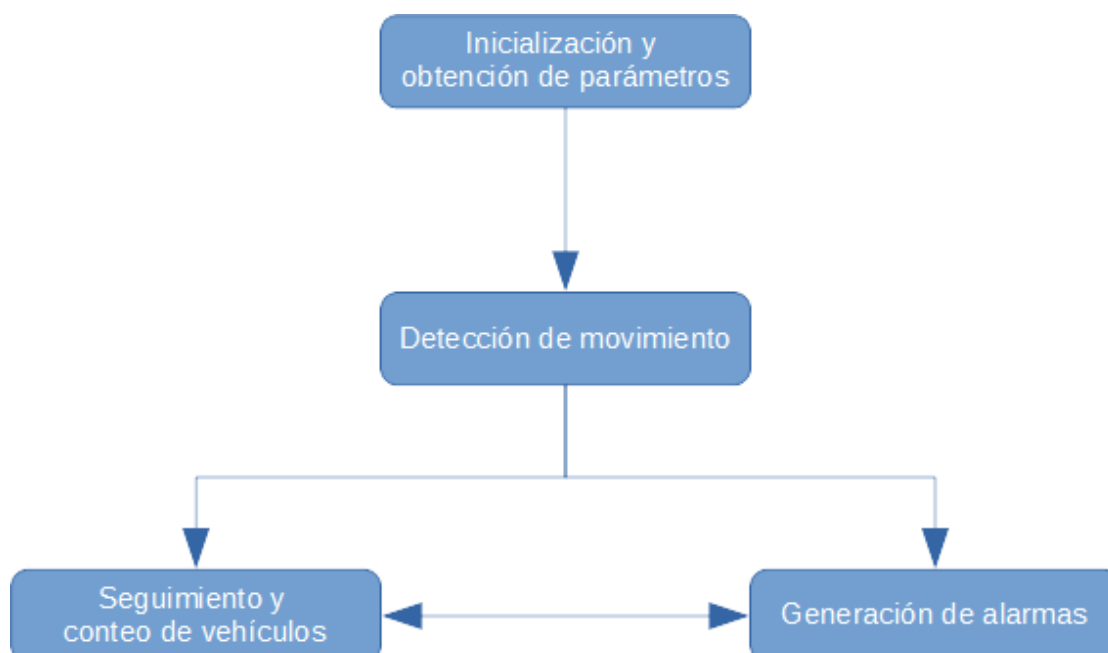 Inicialización y
obtención de parámetros
Detección de movimiento
Seguimiento y
conteo de vehículos
Generación de alarmas